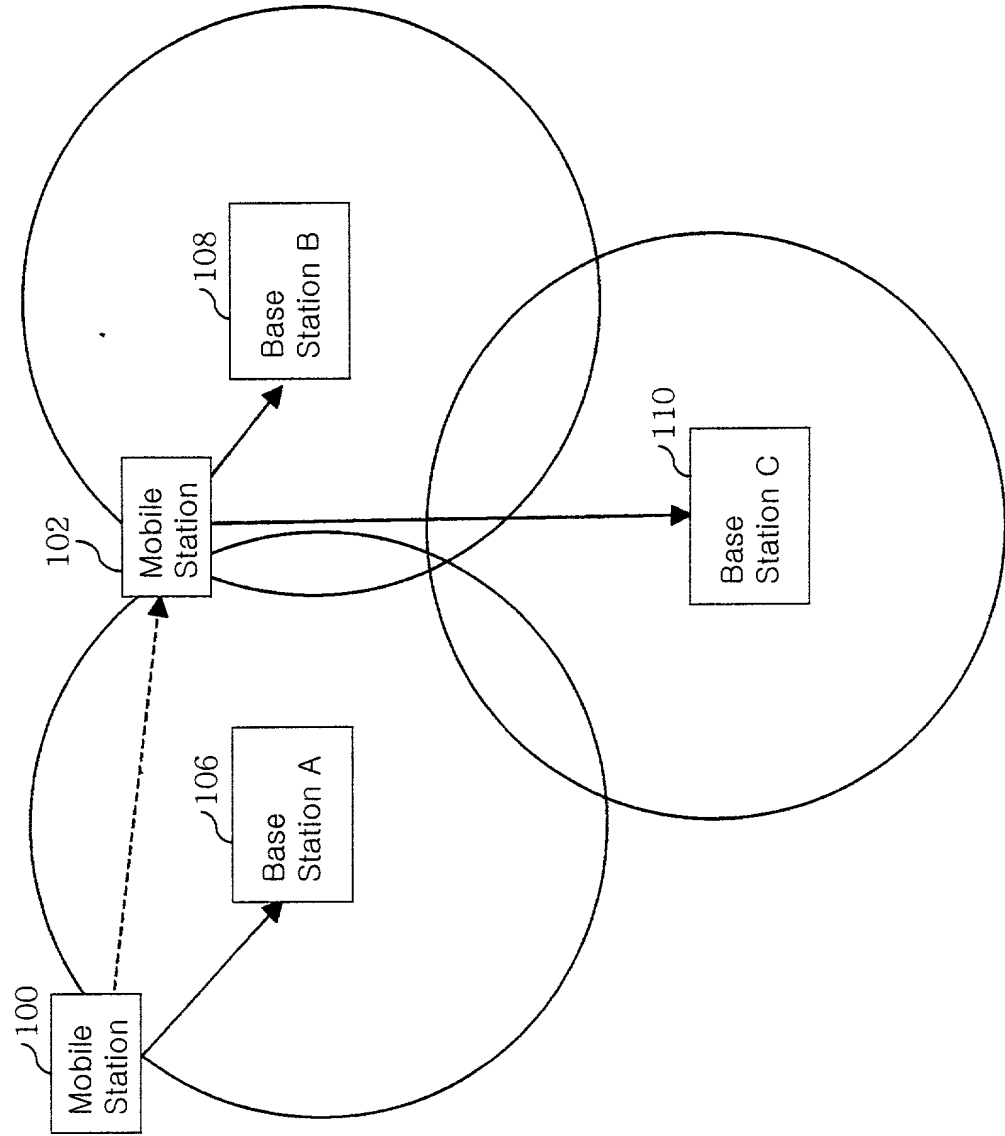 100
Mobile
Station
102
Mobile
Station
106
Base
Station A
108
Base
Station B
110
Base
Station C